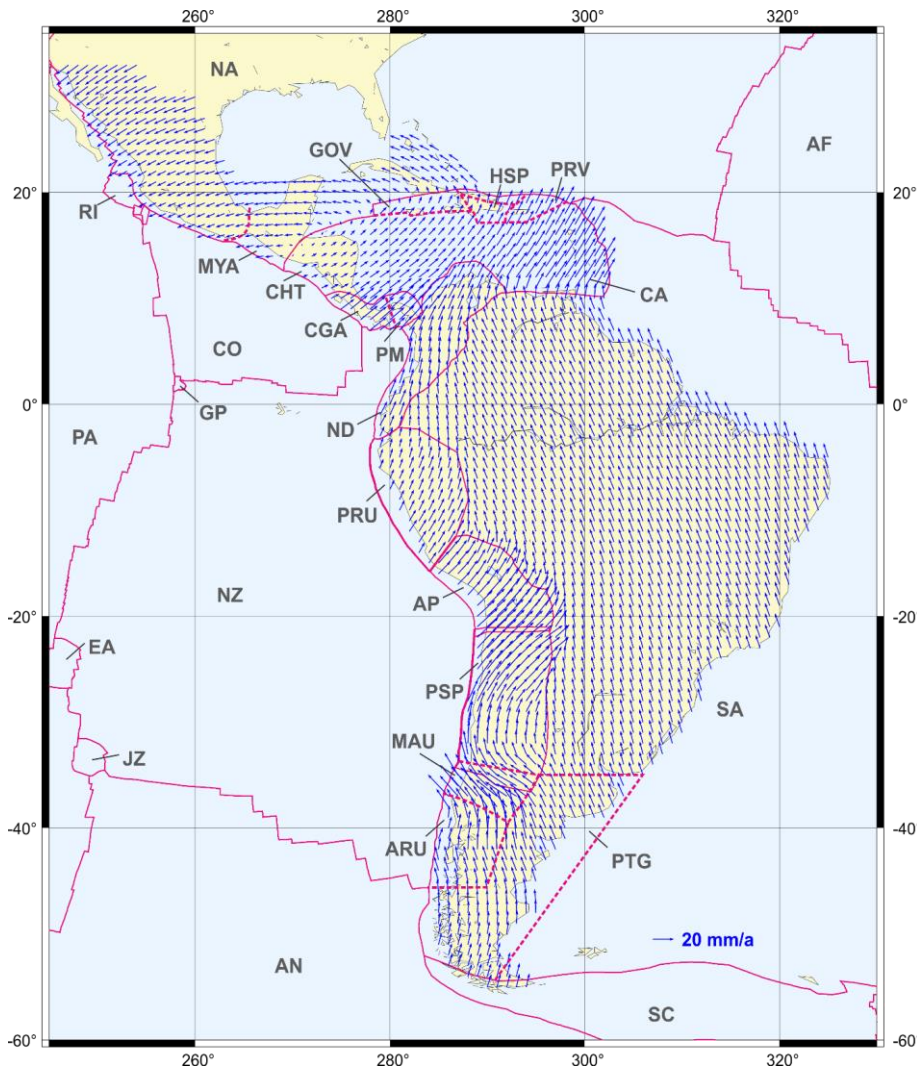 260° 280° 300° 320°
NA
AF
GOV
HSP
PRV
20° 20°
RI
MYA
CHT
CA
CGA
PM
CO
GP
0° 0°
ND
PA
PRU
NZ
AP
-20° -20°
EA
PSP
SA
MAU
JZ
-40° -40°
ARU
PTG
20 mm/a
AN
SC
-60° -60°
260° 280° 300° 320°